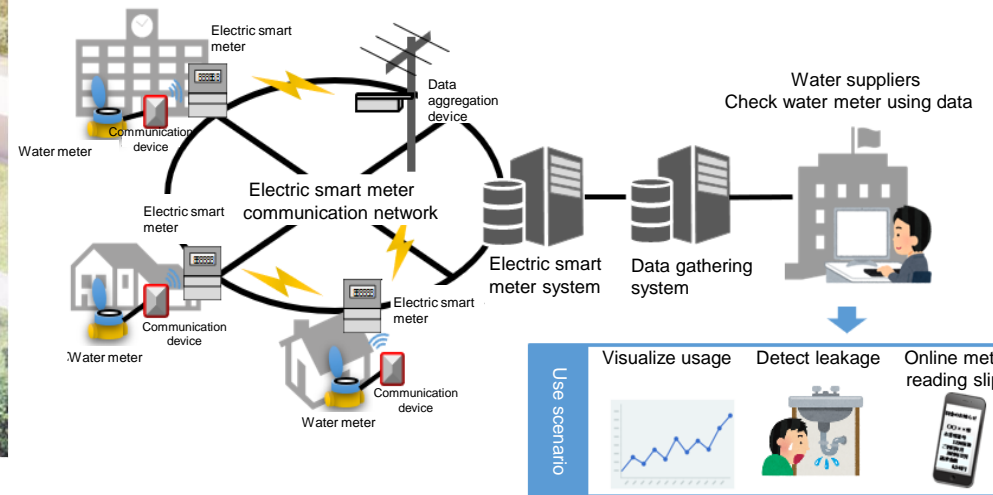 Electric smart
meter
Communication
device
Water meter
Data
aggregation
device
Water suppliers
Check water meter using data
Electric smart meter
communication network
Electric smart
meter
Communication
device
Water meter
Electric smart
meter
Communication
device
Water meter
Electric smart
meter system
Data gathering
system
Use scenario
Visualize usage
Detect leakage
Online met
reading slip